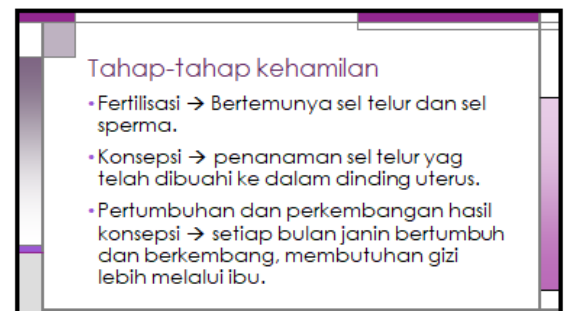 Tahap-tahap kehamilan
•Fertilisasi → Bertemunya sel telur dan sel
sperma.
•Konsepsi → penanaman sel telur yag
telah dibuahi ke dalam dinding uterus.
•Pertumbuhan dan perkembangan hasil
konsepsi → setiap bulan janin bertumbuh
dan berkembang, membutuhan gizi
lebih melalui ibu.